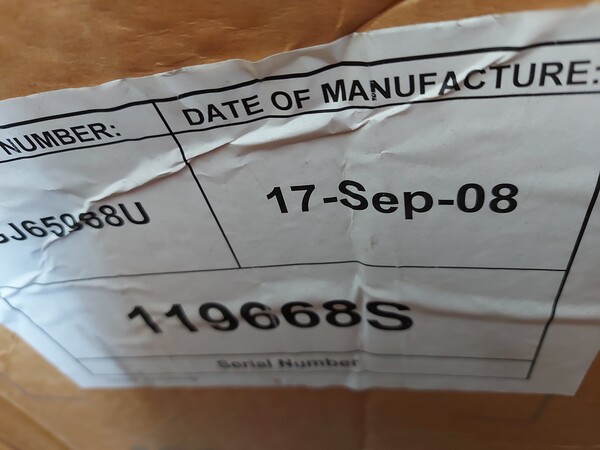 NUMBER:
DATE OF MANUFACTURE:
17-Sep-08
119668S
Serial Number